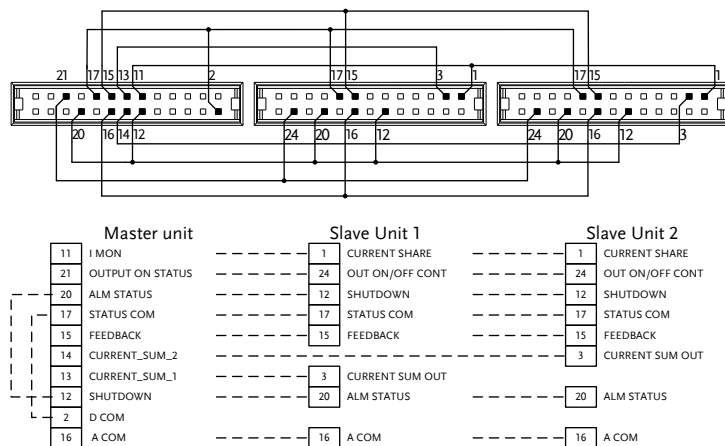 21 17 15 13 11 2 17 15 3 1 17 15 1
20 16 14 12 24 20 16 12 24 20 16 12 3
Master unit Slave Unit 1 Slave Unit 2
11 I MON 1 CURRENT SHARE 1 CURRENT SHARE
21 OUTPUT ON STATUS 24 OUT ON/OFF CONT 24 OUT ON/OFF CONT
20 ALM STATUS 12 SHUTDOWN 12 SHUTDOWN
17 STATUS COM 17 STATUS COM 17 STATUS COM
15 FEEDBACK 15 FEEDBACK 15 FEEDBACK
14 CURRENT_SUM_2 3 CURRENT SUM OUT
13 CURRENT_SUM_1 3 CURRENT SUM OUT
12 SHUTDOWN 20 ALM STATUS 20 ALM STATUS
2 D COM
16 A COM 16 A COM 16 A COM